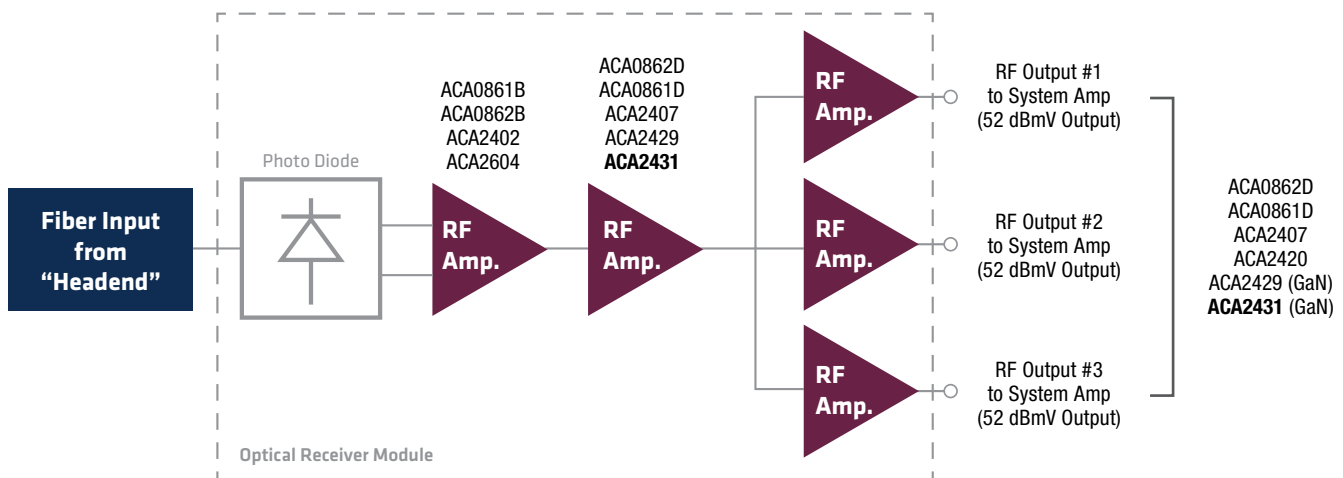 Fiber Input
from
“Headend”
Photo Diode
ACA0861B
ACA0862B
ACA2402
ACA2604
RF
Amp.
ACA0862D
ACA0861D
ACA2407
ACA2429
ACA2431
RF
Amp.
RF
Amp.
RF Output #1
to System Amp
(52 dBmV Output)
RF
Amp.
RF Output #2
to System Amp
(52 dBmV Output)
RF
Amp.
RF Output #3
to System Amp
(52 dBmV Output)
ACA0862D
ACA0861D
ACA2407
ACA2420
ACA2429 (GaN)
ACA2431 (GaN)
Optical Receiver Module